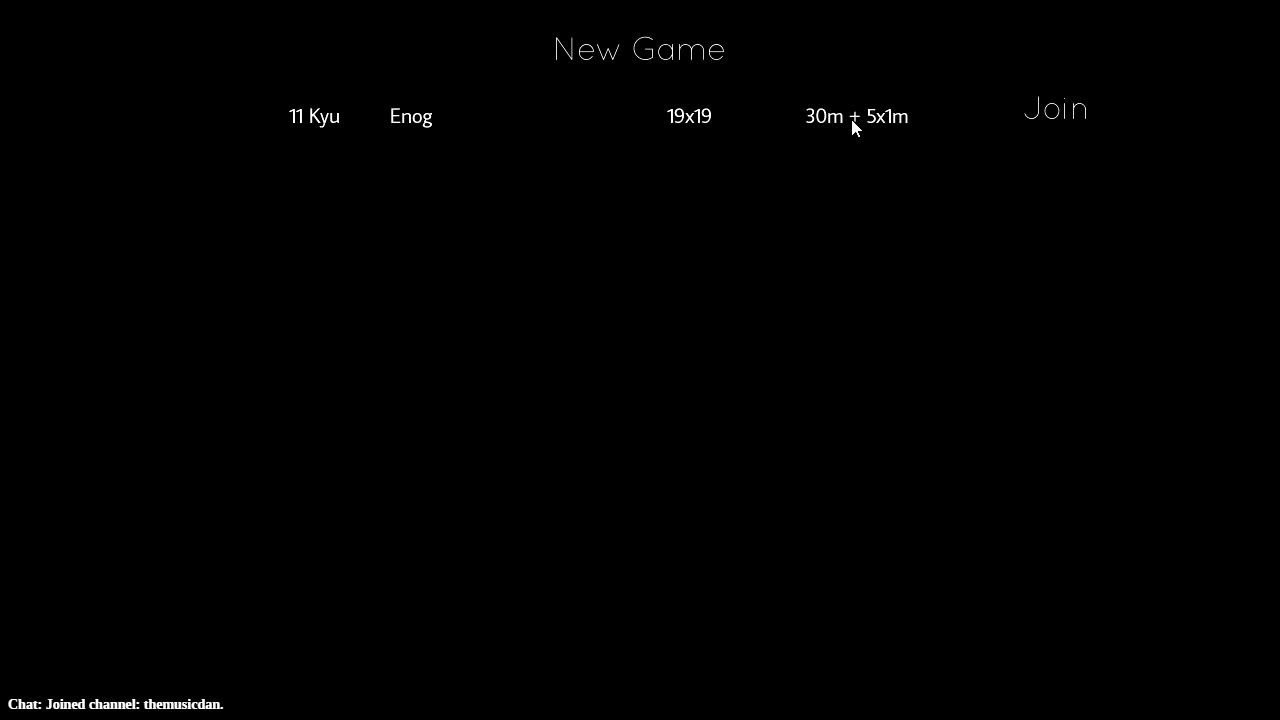 New Game
11 Kyu Enog 19x19 30m + 5x1m Join
Chat: Joined channel: themusicdan.